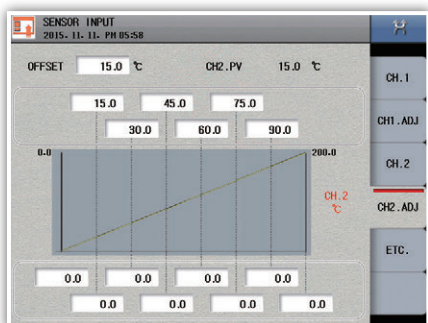 SENSOR INPUT
2015. 11. 11. PM 05:58
OFFSET 15.0 ℃ CH2.PV 15.0 ℃
15.0 45.0 75.0
30.0 60.0 90.0
0.0 200.0
CH.2
℃
0.0 0.0 0.0 0.0
0.0 0.0 0.0 0.0
CH.1
CH1.ADJ
CH.2
CH2.ADJ
ETC.